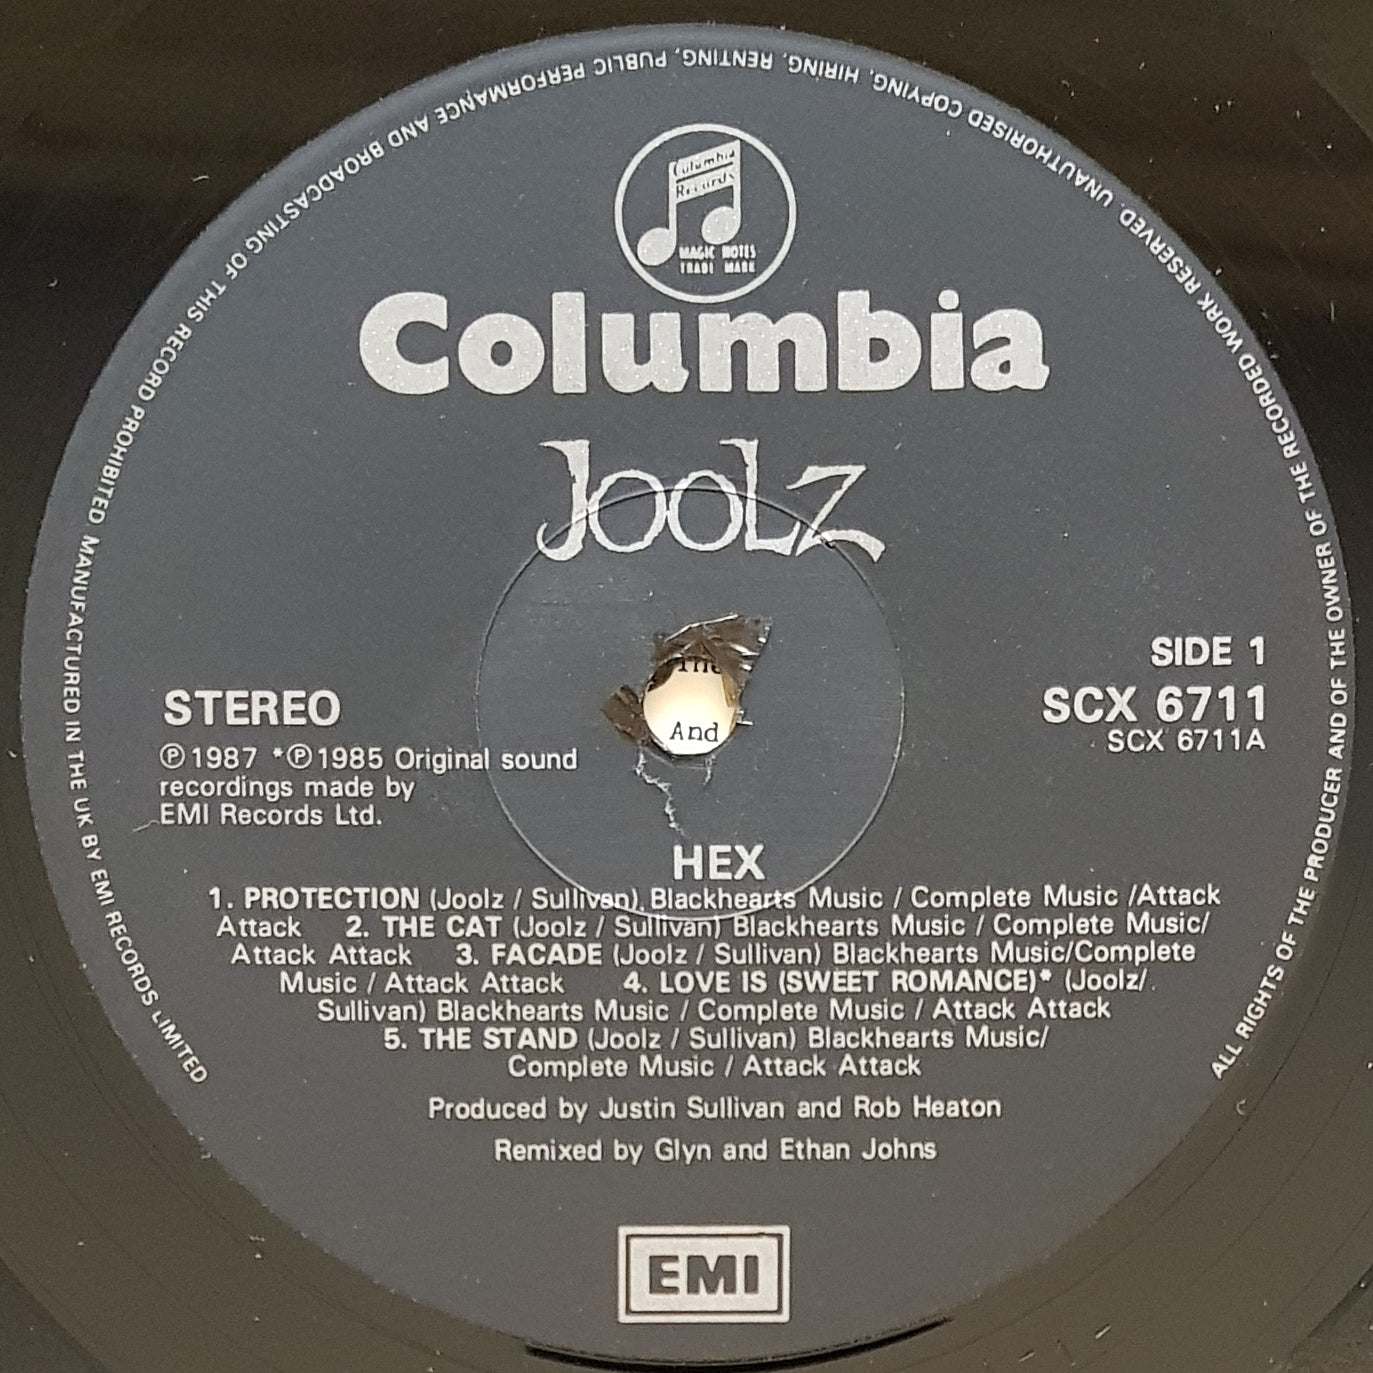 ALL RIGHTS OF THE PRODUCER AND OF THE OWNER OF THE RECORDED WORK RESERVED. UNAUTHORISED COPYING, HIRING, RENTING, PUBLIC PERFORMANCE AND BROADCASTING OF THIS RECORD PROHIBITED. MANUFACTURED IN THE UK BY EMI RECORDS LIMITED
Columbia
Records
MAGIC NOTES
TRADE MARK
Columbia
Joolz
And
SIDE 1
STEREO
SCX 6711
SCX 6711A
℗1987 *℗1985 Original sound
recordings made by
EMI Records Ltd.
HEX
1. PROTECTION (Joolz / Sullivan) Blackhearts Music / Complete Music /Attack
Attack 2. THE CAT (Joolz / Sullivan) Blackhearts Music / Complete Music/
Attack Attack 3. FACADE (Joolz / Sullivan) Blackhearts Music/Complete
Music / Attack Attack 4. LOVE IS (SWEET ROMANCE)* (Joolz/
Sullivan) Blackhearts Music / Complete Music / Attack Attack
5. THE STAND (Joolz / Sullivan) Blackhearts Music/
Complete Music / Attack Attack
Produced by Justin Sullivan and Rob Heaton
Remixed by Glyn and Ethan Johns
EMI